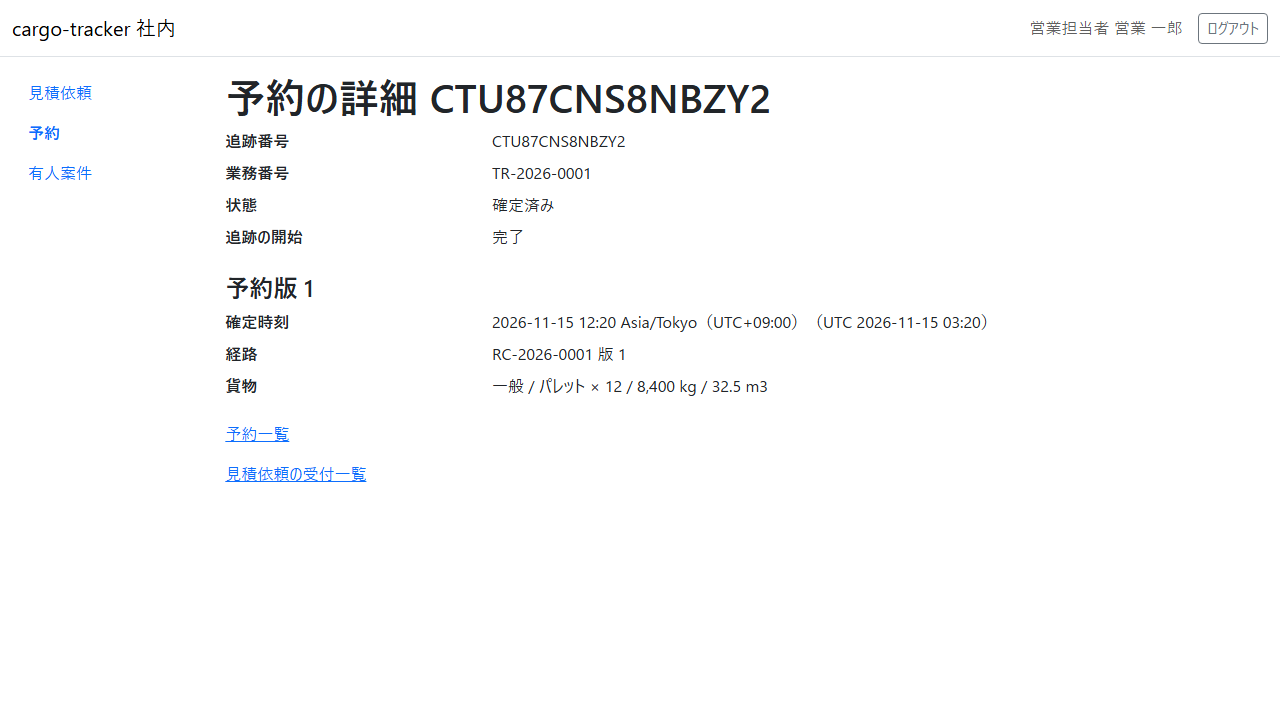 cargo-tracker 社内
営業担当者 営業 一郎 ログアウト
見積依頼
予約
有人案件
予約の詳細 CTU87CNS8NBZY2
追跡番号 CTU87CNS8NBZY2
業務番号 TR-2026-0001
状態 確定済み
追跡の開始 完了
予約版 1
確定時刻 2026-11-15 12:20 Asia/Tokyo（UTC+09:00）（UTC 2026-11-15 03:20）
経路 RC-2026-0001 版 1
貨物 一般 / パレット × 12 / 8,400 kg / 32.5 m3
予約一覧
見積依頼の受付一覧